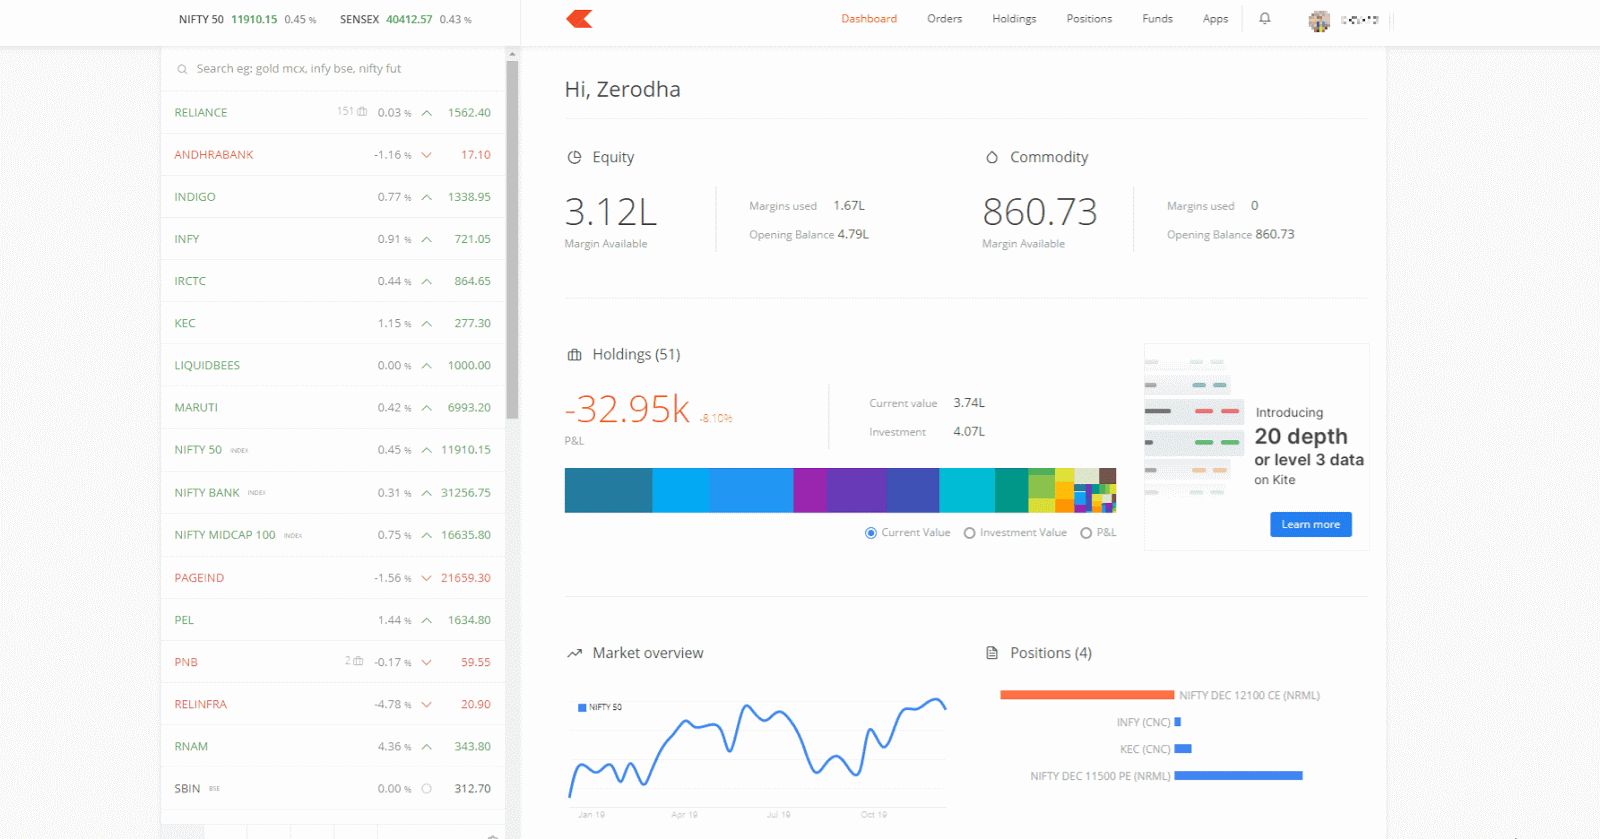 NIFTY 50 11910.15 0.45 % SENSEX 40412.57 0.43 %
Dashboard Orders Holdings Positions Funds Apps
Search eg: gold mcx, infy bse, nifty fut
RELIANCE 151 0.03 % 1562.40
ANDHRABANK -1.16 % 17.10
INDIGO 0.77 % 1338.95
INFY 0.91 % 721.05
IRCTC 0.44 % 864.65
KEC 1.15 % 277.30
LIQUIDBEES 0.00 % 1000.00
MARUTI 0.42 % 6993.20
NIFTY 50 INDEX 0.45 % 11910.15
NIFTY BANK INDEX 0.31 % 31256.75
NIFTY MIDCAP 100 INDEX 0.75 % 16635.80
PAGEIND -1.56 % 21659.30
PEL 1.44 % 1634.80
PNB 2 -0.17 % 59.55
RELINFRA -4.78 % 20.90
RNAM 4.36 % 343.80
SBIN BSE 0.00 % 312.70
Hi, Zerodha
Equity
3.12L
Margin Available
Margins used 1.67L
Opening Balance 4.79L
Commodity
860.73
Margin Available
Margins used 0
Opening Balance 860.73
Holdings (51)
-32.95k -8.10%
P&L
Current value 3.74L
Investment 4.07L
Current Value Investment Value P&L
Introducing
20 depth
or level 3 data
on Kite
Learn more
Market overview
NIFTY 50
Jan 19 Apr 19 Jul 19 Oct 19
Positions (4)
NIFTY DEC 12100 CE (NRML)
INFY (CNC)
KEC (CNC)
NIFTY DEC 11500 PE (NRML)